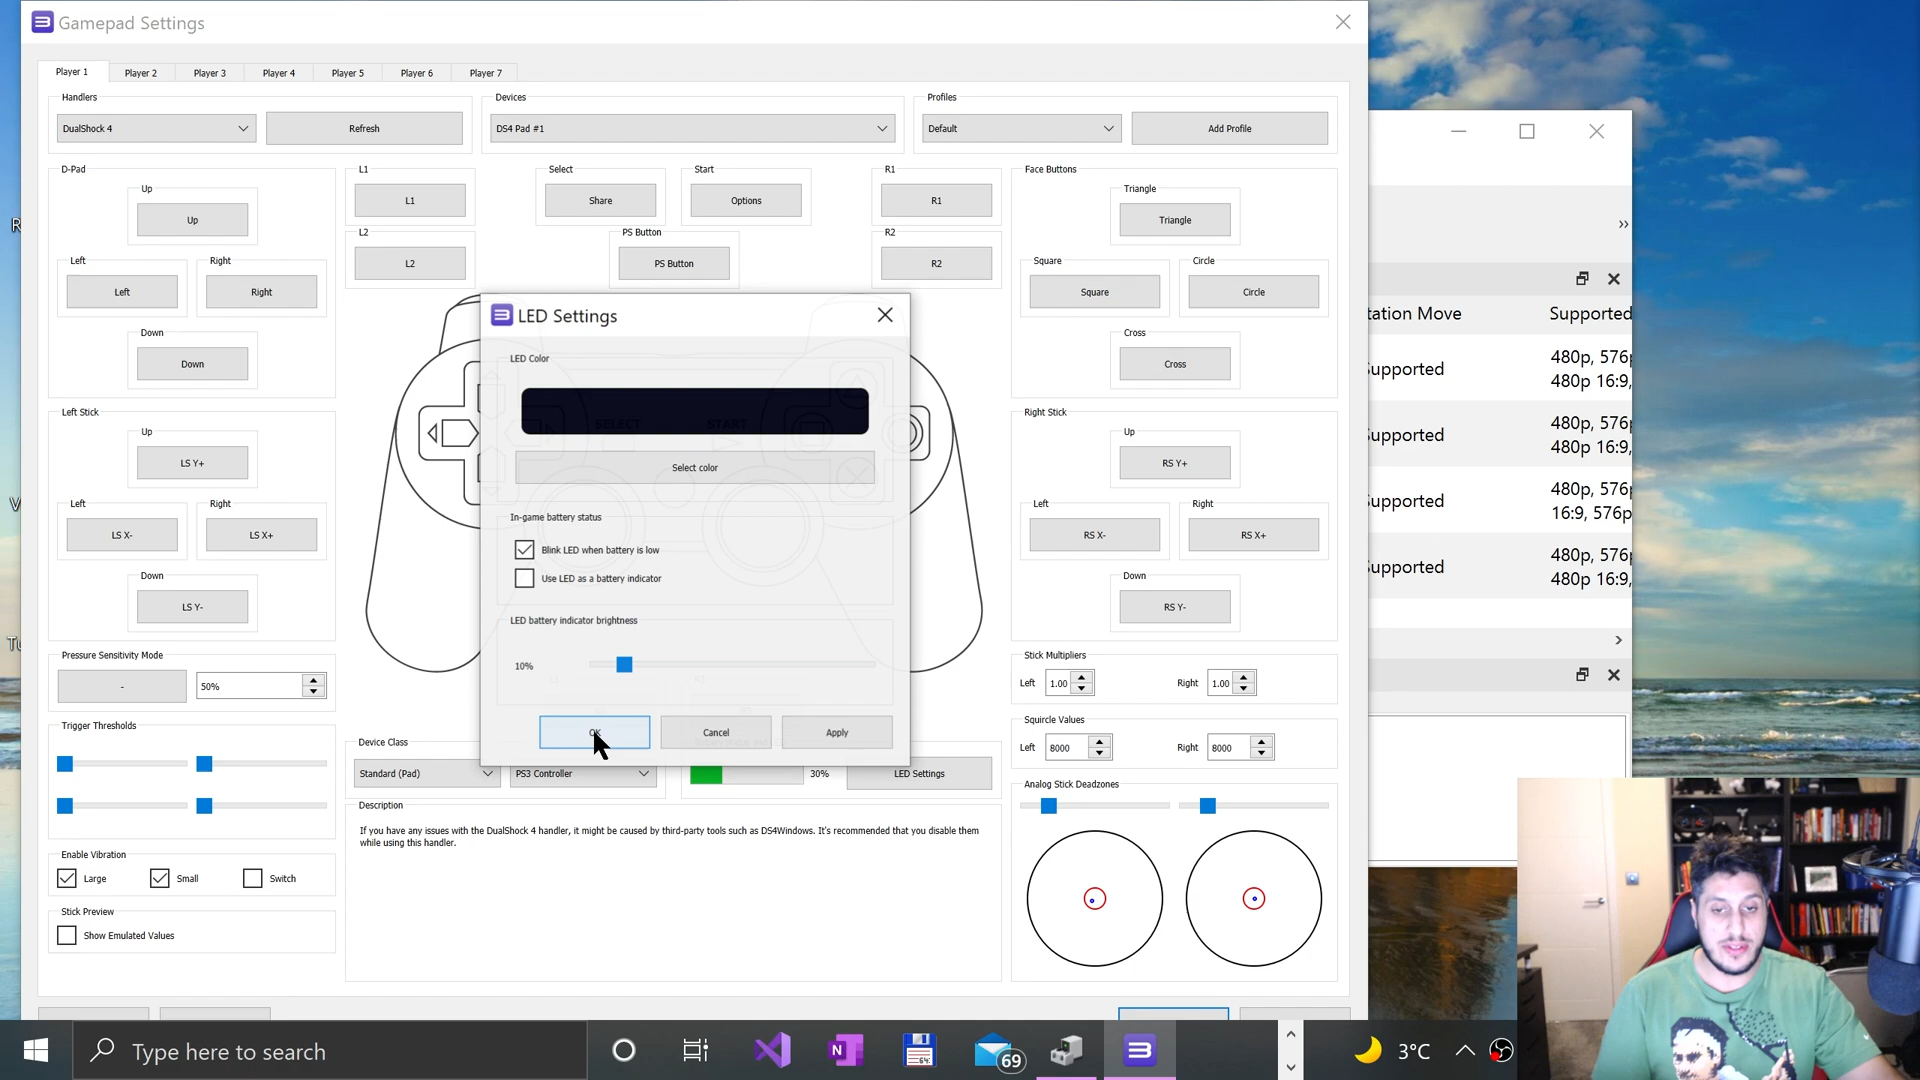 Gamepad Settings
Player 1
Player 2
Player 3
Player 4
Player 5
Player 6
Player 7
Handlers
DualShock 4
Refresh
Devices
DS4 Pad #1
Profiles
Default
Add Profile
D-Pad
Up
Up
Left
Left
Right
Right
Down
Down
L1
L1
L2
L2
Select
Share
Start
Options
PS Button
PS Button
R1
R1
R2
R2
Face Buttons
Triangle
Triangle
Square
Square
Circle
Circle
Cross
Cross
LED Settings
LED Color
SELECT
START
Select color
In-game battery status
Blink LED when battery is low
Use LED as a battery indicator
LED battery indicator brightness
10%
OK
Cancel
Apply
Left Stick
Up
LS Y+
Left
LS X-
Right
LS X+
Down
LS Y-
Right Stick
Up
RS Y+
Left
RS X-
Right
RS X+
Down
RS Y-
Pressure Sensitivity Mode
-
50%
Trigger Thresholds
Enable Vibration
Large
Small
Switch
Stick Preview
Show Emulated Values
Device Class
Standard (Pad)
PS3 Controller
30%
LED Settings
Description
If you have any issues with the DualShock 4 handler, it might be caused by third-party tools such as DS4Windows. It's recommended that you disable them
while using this handler.
Stick Multipliers
Left
1.00
Right
1.00
Squircle Values
Left
8000
Right
8000
Analog Stick Deadzones
tation Move
Supported
upported
480p, 576p
480p 16:9,
upported
480p, 576p
480p 16:9,
upported
480p, 576p
16:9, 576p
upported
480p, 576p
480p 16:9,
Type here to search
64
69
3°C